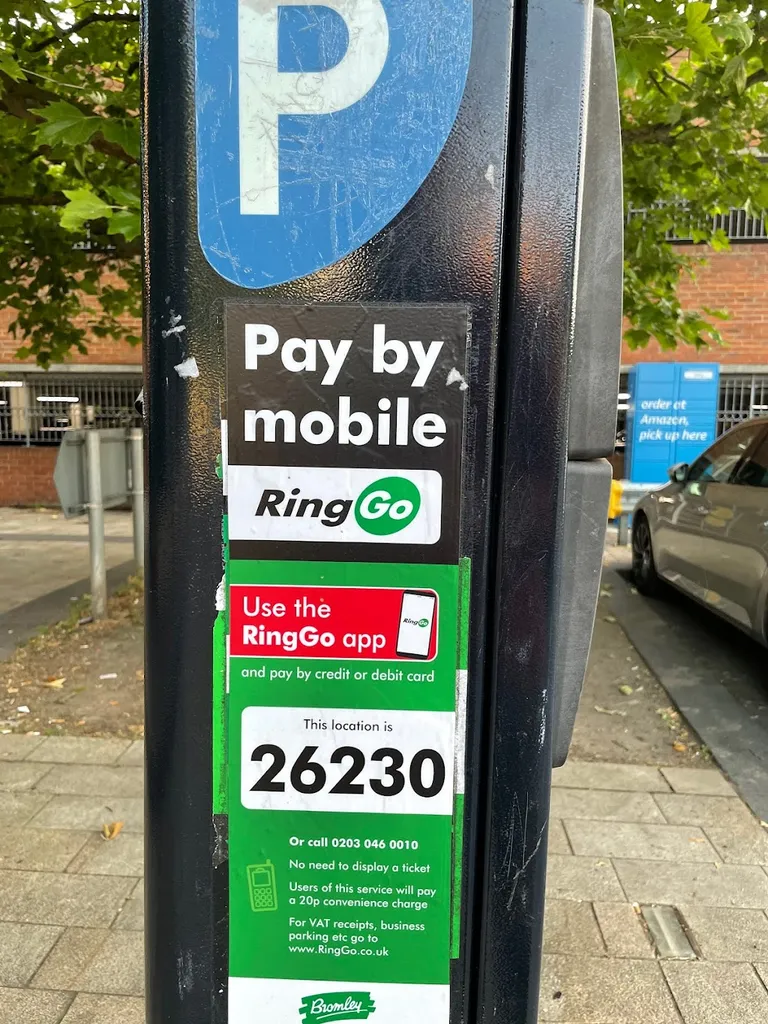 P
Pay by
mobile
RingGo
Use the
RingGo app
RingGo
and pay by credit or debit card
This location is
26230
Or call 0203 046 0010
No need to display a ticket
Users of this service will pay
a 20p convenience charge
For VAT receipts, business
parking etc go to
www.RingGo.co.uk
Bromley
order at
Amazon,
pick up here